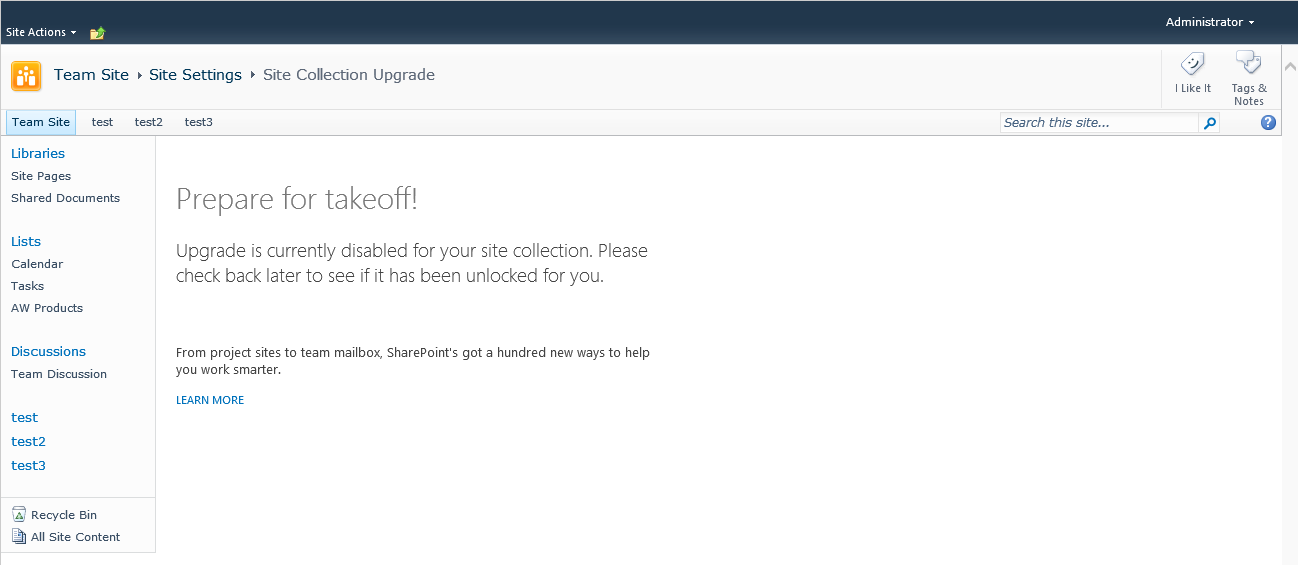 Administrator
Site Actions
Team Site Site Settings Site Collection Upgrade
I Like It
Tags &
Notes
Team Site test test2 test3
Search this site...
Libraries
Site Pages
Shared Documents
Lists
Calendar
Tasks
AW Products
Discussions
Team Discussion
test
test2
test3
Recycle Bin
All Site Content
Prepare for takeoff!
Upgrade is currently disabled for your site collection. Please
check back later to see if it has been unlocked for you.
From project sites to team mailbox, SharePoint's got a hundred new ways to help
you work smarter.
LEARN MORE